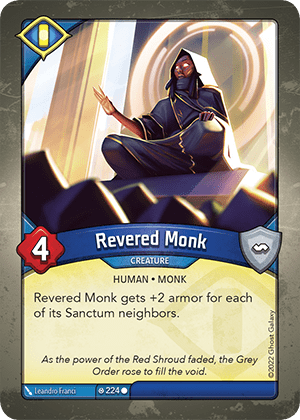 Revered Monk
4
CREATURE
HUMAN • MONK
Revered Monk gets +2 armor for each
of its Sanctum neighbors.
As the power of the Red Shroud faded, the Grey
Order rose to fill the void.
Leandro Franci
224
©2022 Ghost Galaxy